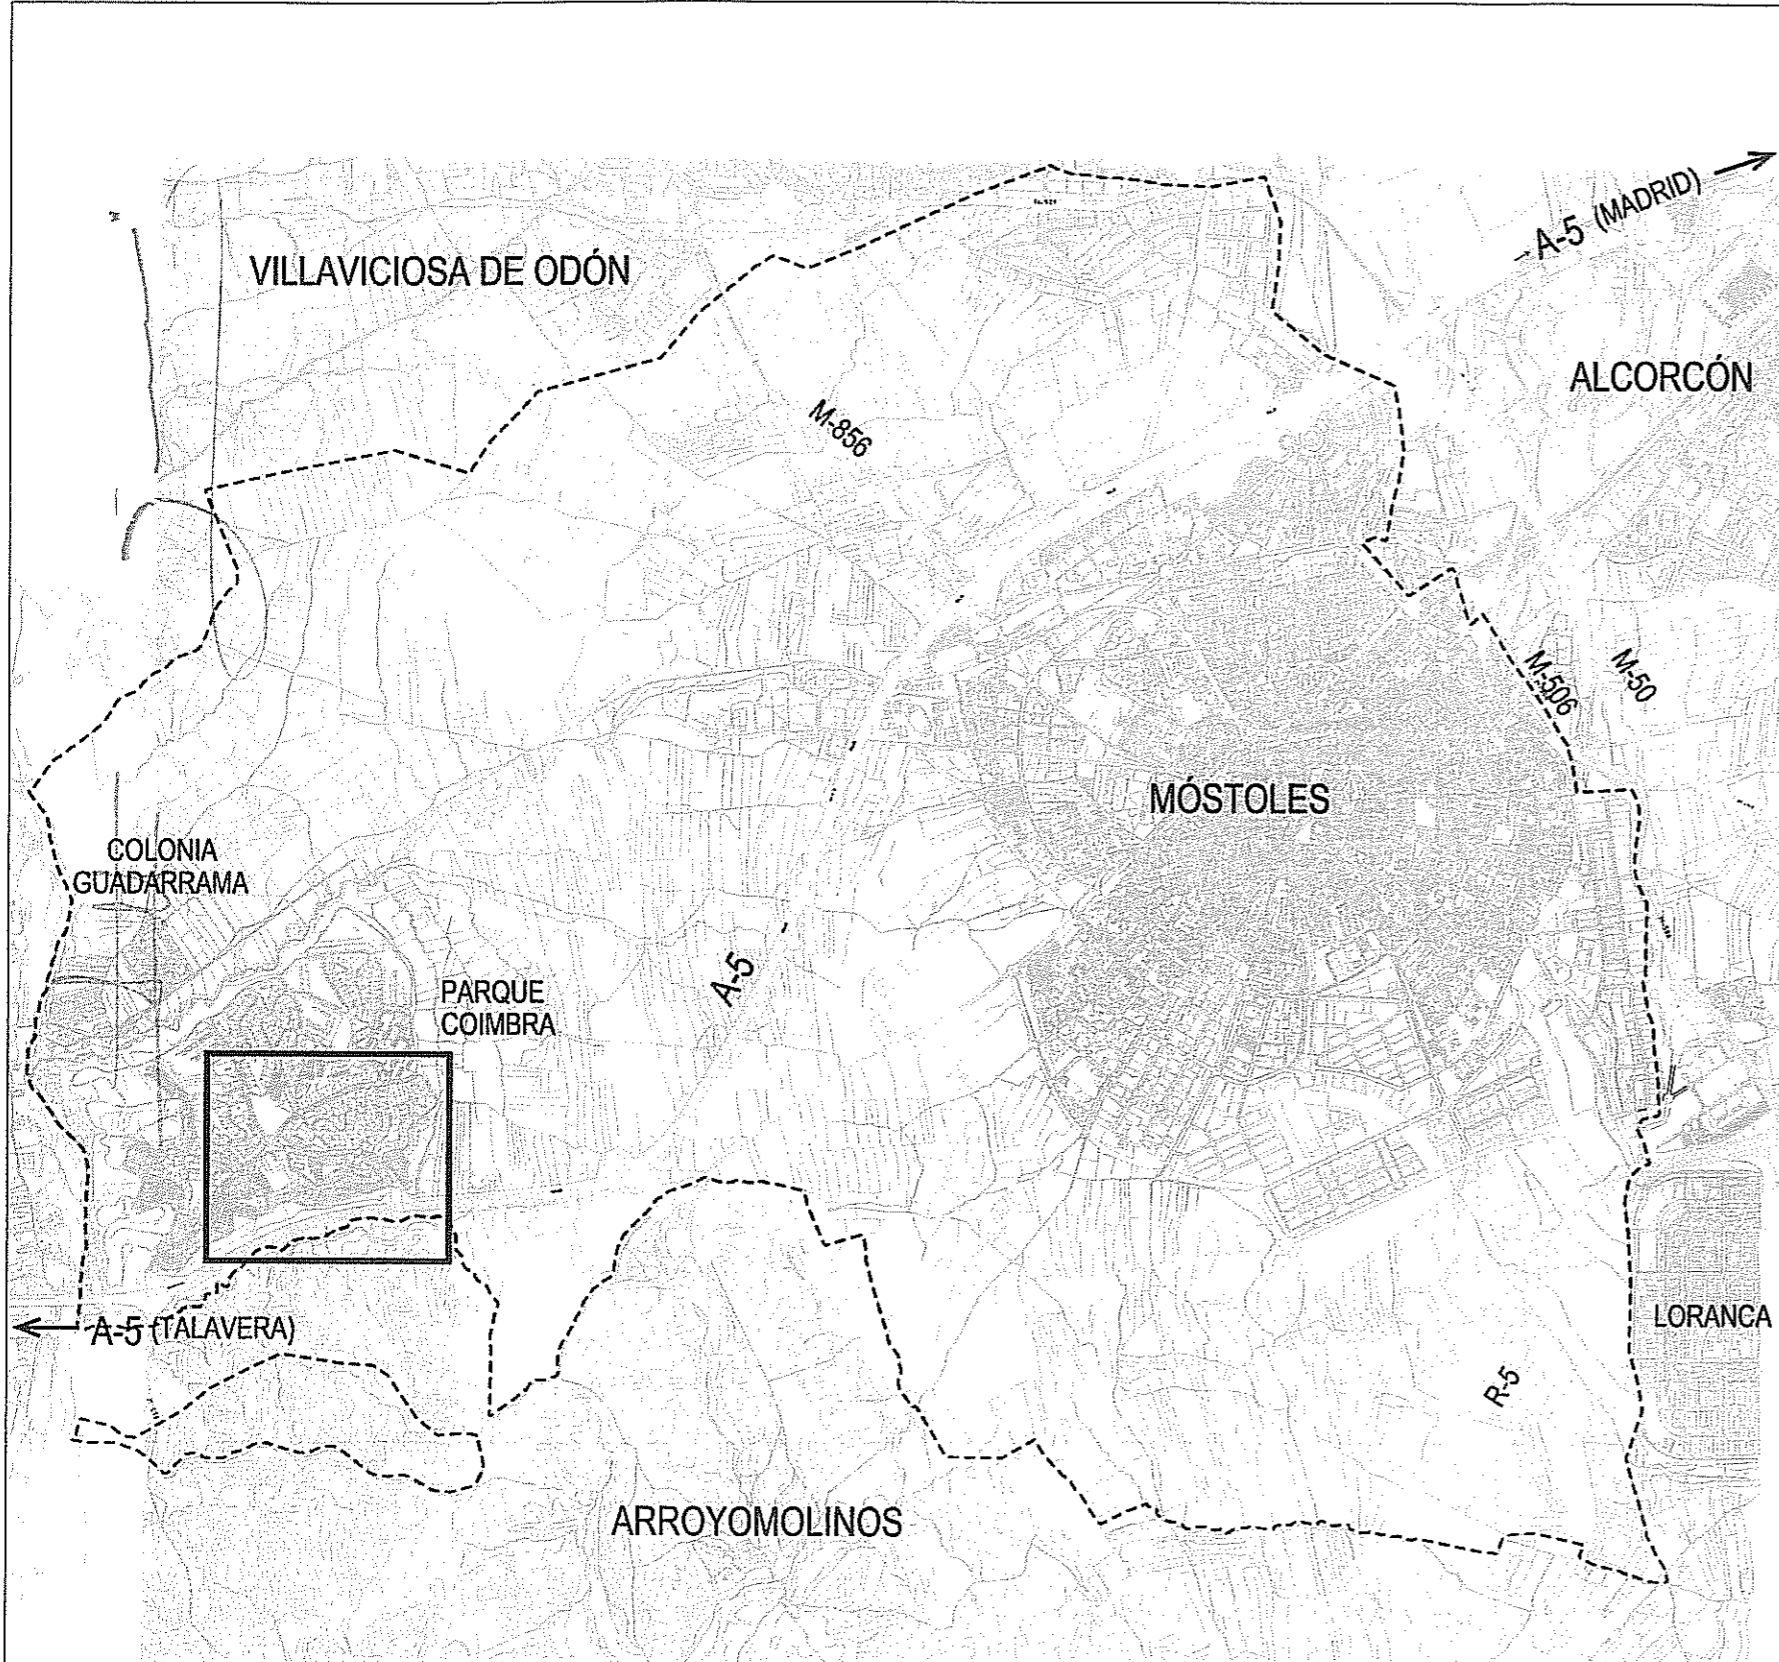 A-5 (MADRID)
VILLAVICIOSA DE ODÓN
ALCORCÓN
M-856
M-506
M-50
MÓSTOLES
COLONIA
GUADARRAMA
PARQUE
COIMBRA
A-5
A-5 (TALAVERA)
LORANCA
R-5
ARROYOMOLINOS